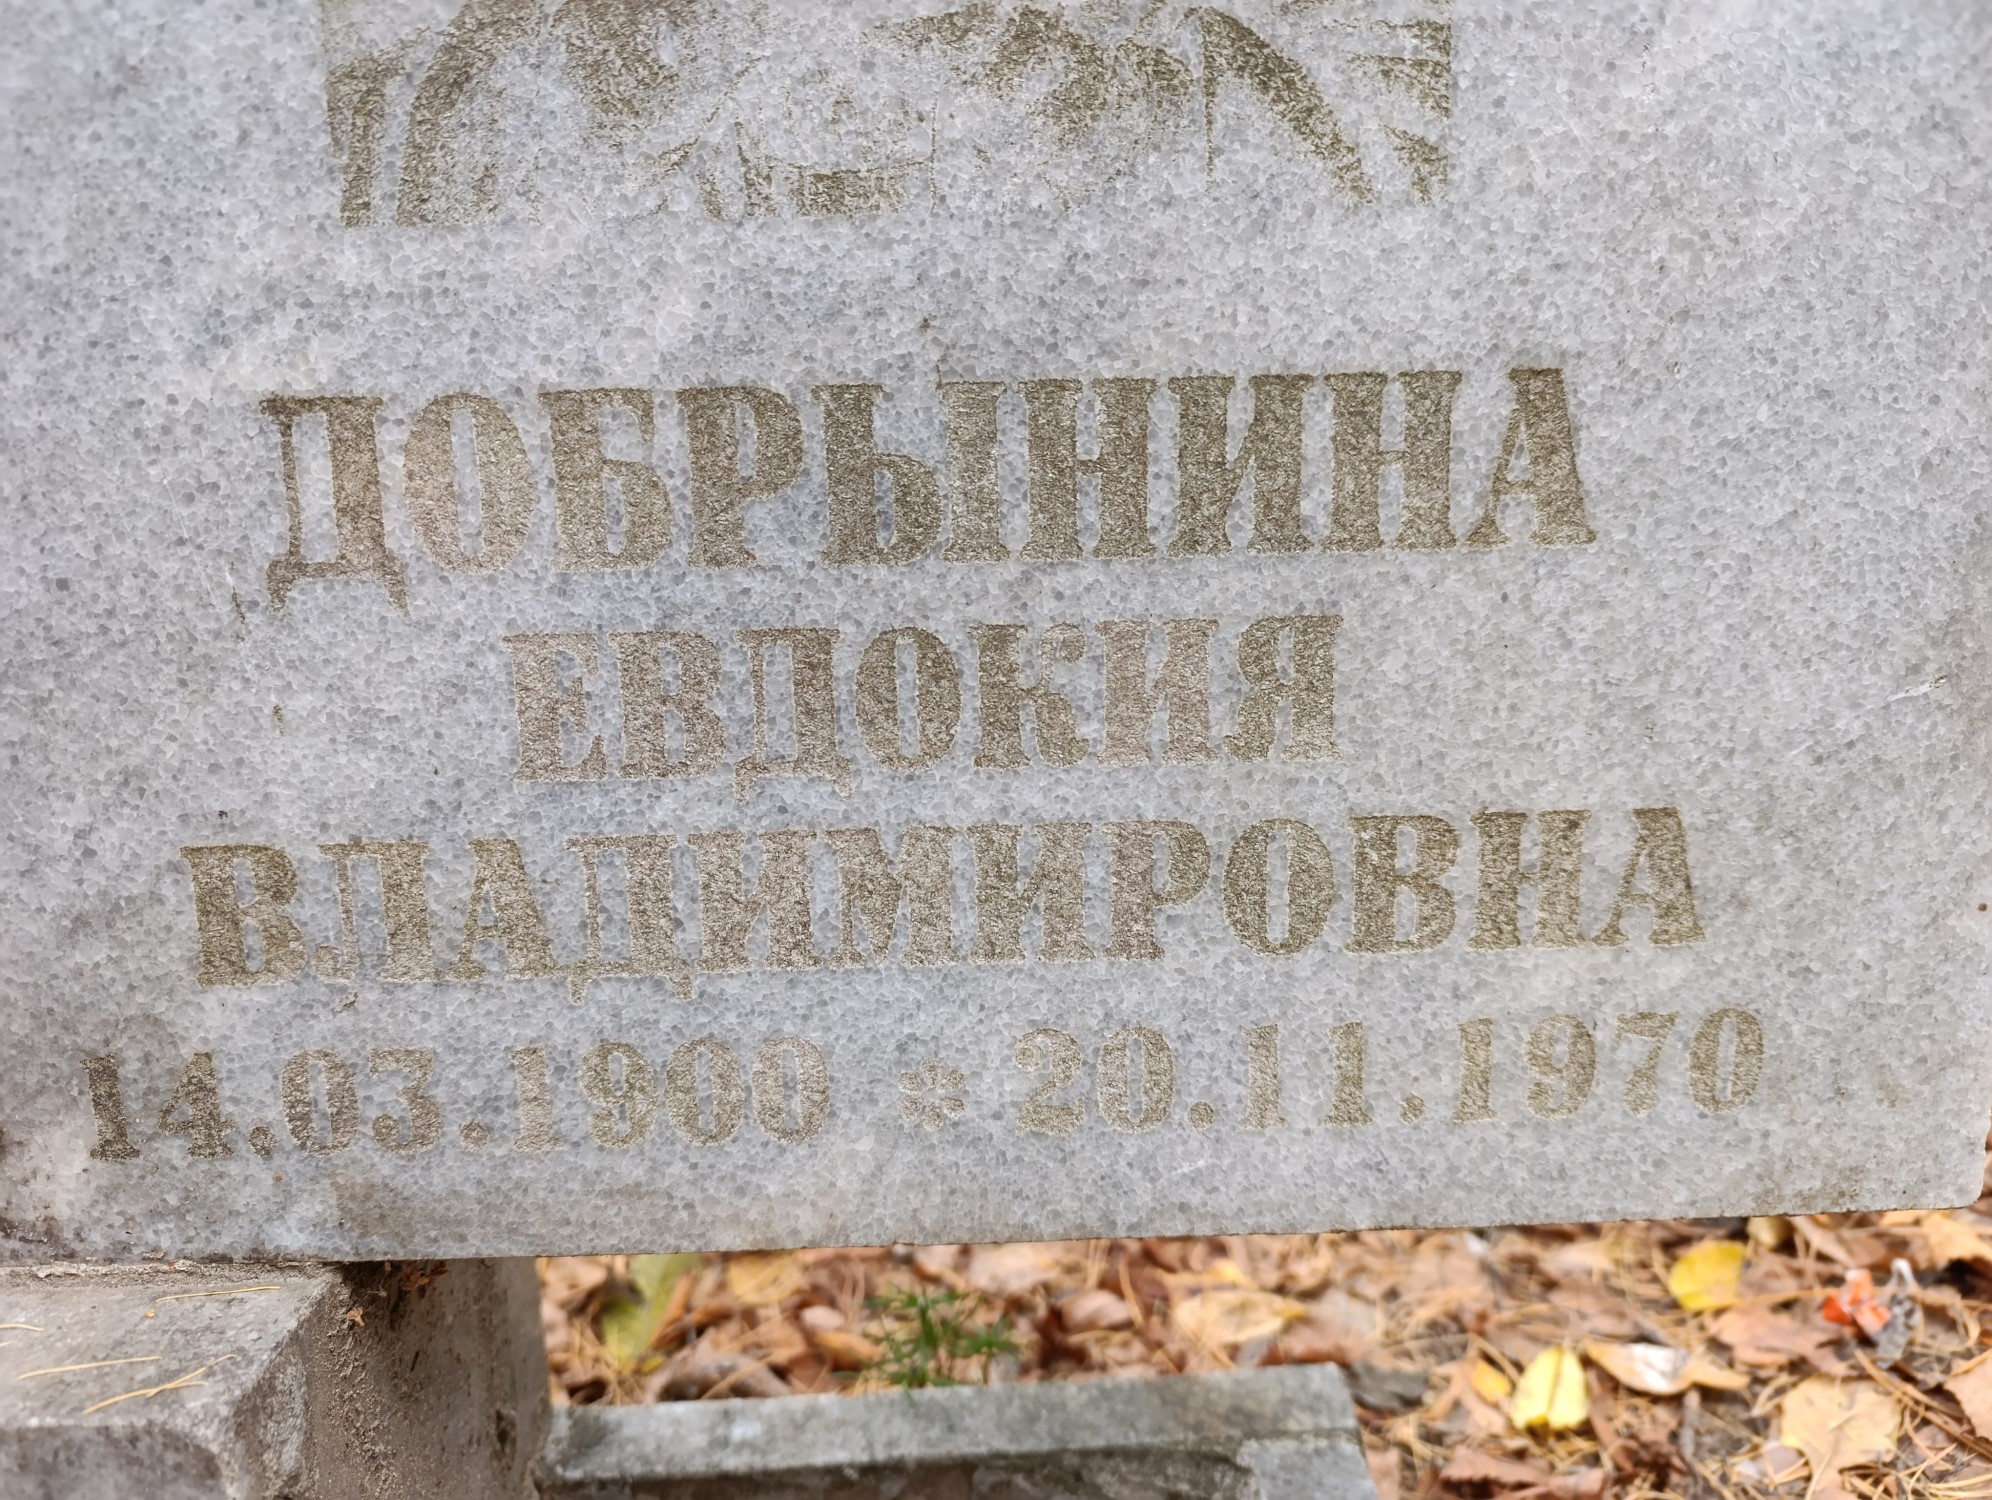 ДОБРЫНИНА
ЕВДОКИЯ
ВЛАДИМИРОВНА
14.03.1900 * 20.11.1970